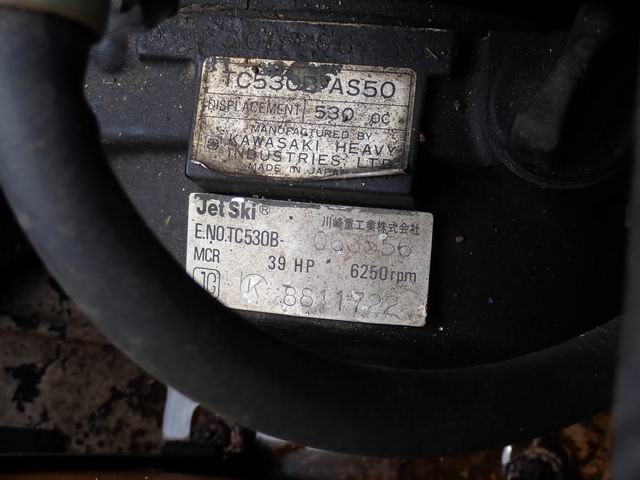 TC530B-AS50
DISPLACEMENT 530 CC
MANUFACTURED BY
KAWASAKI HEAVY
INDUSTRIES, LTD
MADE IN JAPAN
Jet Ski® 川崎重工業株式会社
E.NO.TC530B-
MCR 39 HP 6250rpm
JC K 8811722